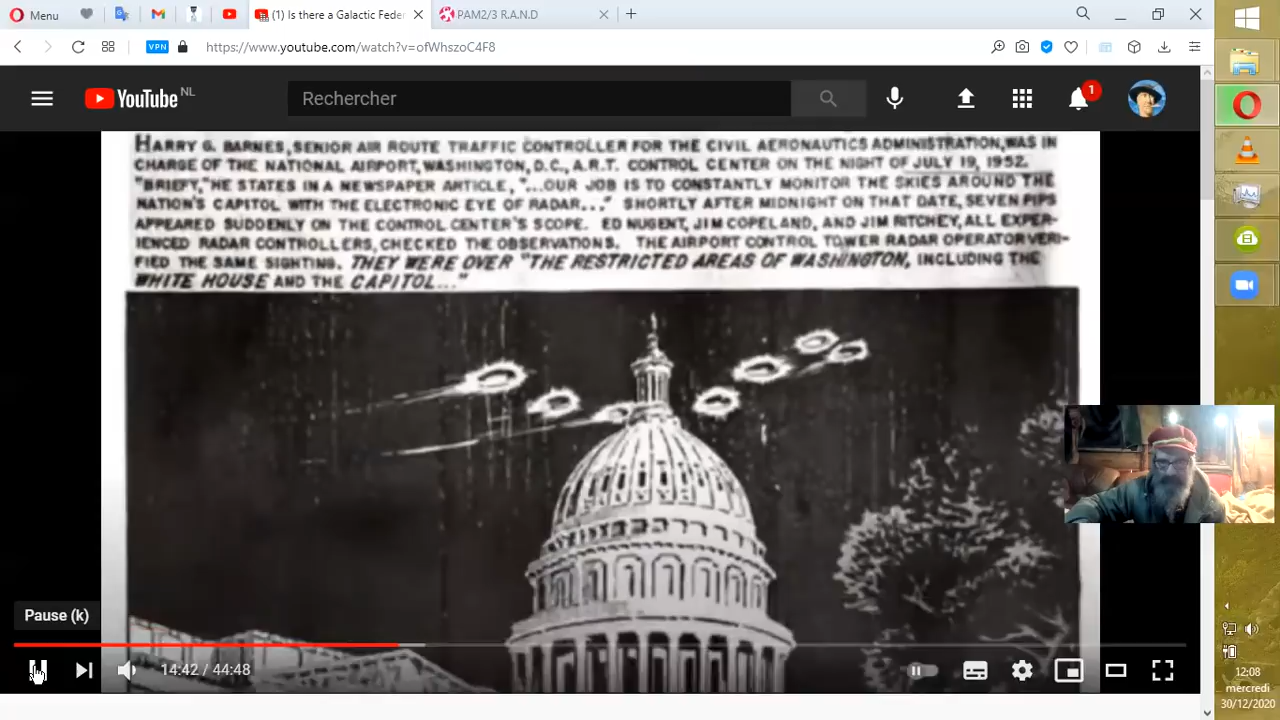 Menu
(1) Is there a Galactic Feder
PAM2/3 R.A.N.D
VPN
https://www.youtube.com/watch?v=ofWhszoC4F8
YouTube NL
Rechercher
1
HARRY G. BARNES, SENIOR AIR ROUTE TRAFFIC CONTROLLER FOR THE CIVIL AERONAUTICS ADMINISTRATION, WAS IN
CHARGE OF THE NATIONAL AIRPORT, WASHINGTON, D.C., A.R.T. CONTROL CENTER ON THE NIGHT OF JULY 19, 1952.
"BRIEFY," HE STATES IN A NEWSPAPER ARTICLE, "...OUR JOB IS TO CONSTANTLY MONITOR THE SKIES AROUND THE
NATION'S CAPITOL WITH THE ELECTRONIC EYE OF RADAR..." SHORTLY AFTER MIDNIGHT ON THAT DATE, SEVEN PIPS
APPEARED SUDDENLY ON THE CONTROL CENTER'S SCOPE. ED NUGENT, JIM COPELAND, AND JIM RITCHEY, ALL EXPER-
IENCED RADAR CONTROLLERS, CHECKED THE OBSERVATIONS. THE AIRPORT CONTROL TOWER RADAR OPERATOR VERI-
FIED THE SAME SIGHTING. THEY WERE OVER "THE RESTRICTED AREAS OF WASHINGTON, INCLUDING THE
WHITE HOUSE AND THE CAPITOL..."
Pause (k)
14:42 / 44:48
12:08
mercredi
30/12/2020